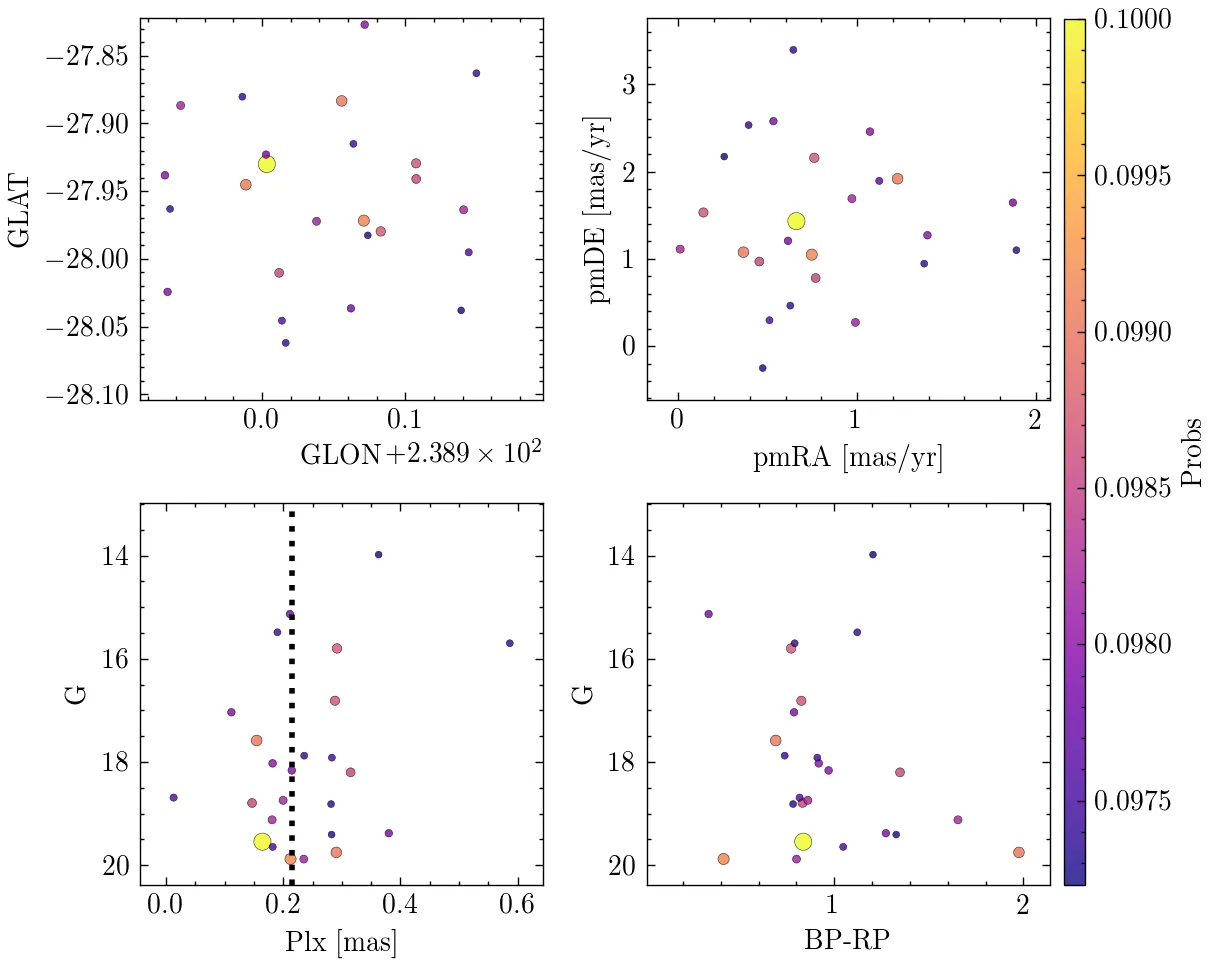 −27.85
−27.90
−27.95
−28.00
−28.05
−28.10
GLAT
0.0 0.1
GLON +2.389 × 10²
3
2
1
0
pmDE [mas/yr]
0 1 2
pmRA [mas/yr]
14
16
18
20
G
0.0 0.2 0.4 0.6
Plx [mas]
14
16
18
20
G
1 2
BP-RP
0.1000
0.0995
0.0990
0.0985
0.0980
0.0975
Probs